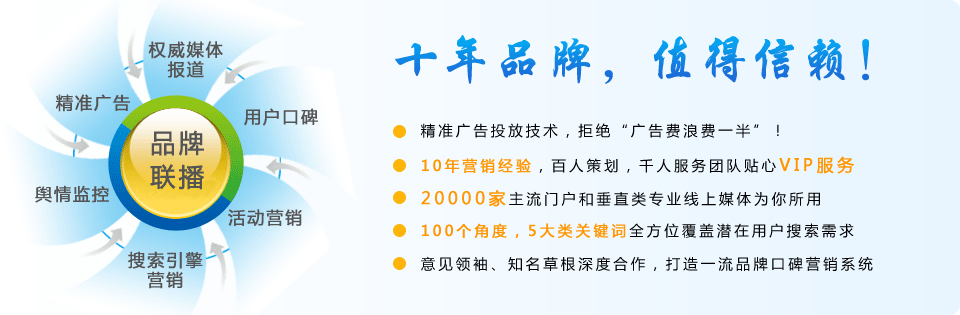 权威媒体
报道
精准广告
用户口碑
品牌
联播
舆情监控
活动营销
搜索引擎
营销
十年品牌，值得信赖！
精准广告投放技术，拒绝“广告费浪费一半”！
10年营销经验，百人策划，千人服务团队贴心VIP服务
20000家主流门户和垂直类专业线上媒体为你所用
100个角度，5大类关键词全方位覆盖潜在用户搜索需求
意见领袖、知名草根深度合作，打造一流品牌口碑营销系统